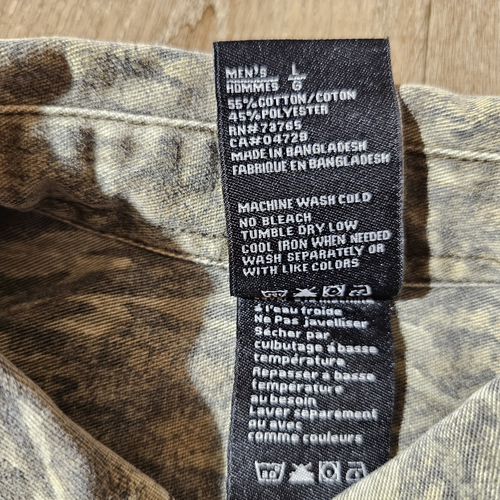 MEN'S L
HOMMES G
55% COTTON/COTON
45% POLYESTER
RN# 73765
CA# 04729
MADE IN BANGLADESH
FABRIQUE EN BANGLADESH
MACHINE WASH COLD
NO BLEACH
TUMBLE DRY LOW
COOL IRON WHEN NEEDED
WASH SEPARATELY OR
WITH LIKE COLORS
à l'eau froide
Ne Pas javelliser
Sècher par
culbutage à basse
température
Repasser à basse
température
au besoin
Laver sèparement
ou avec
comme couleurs